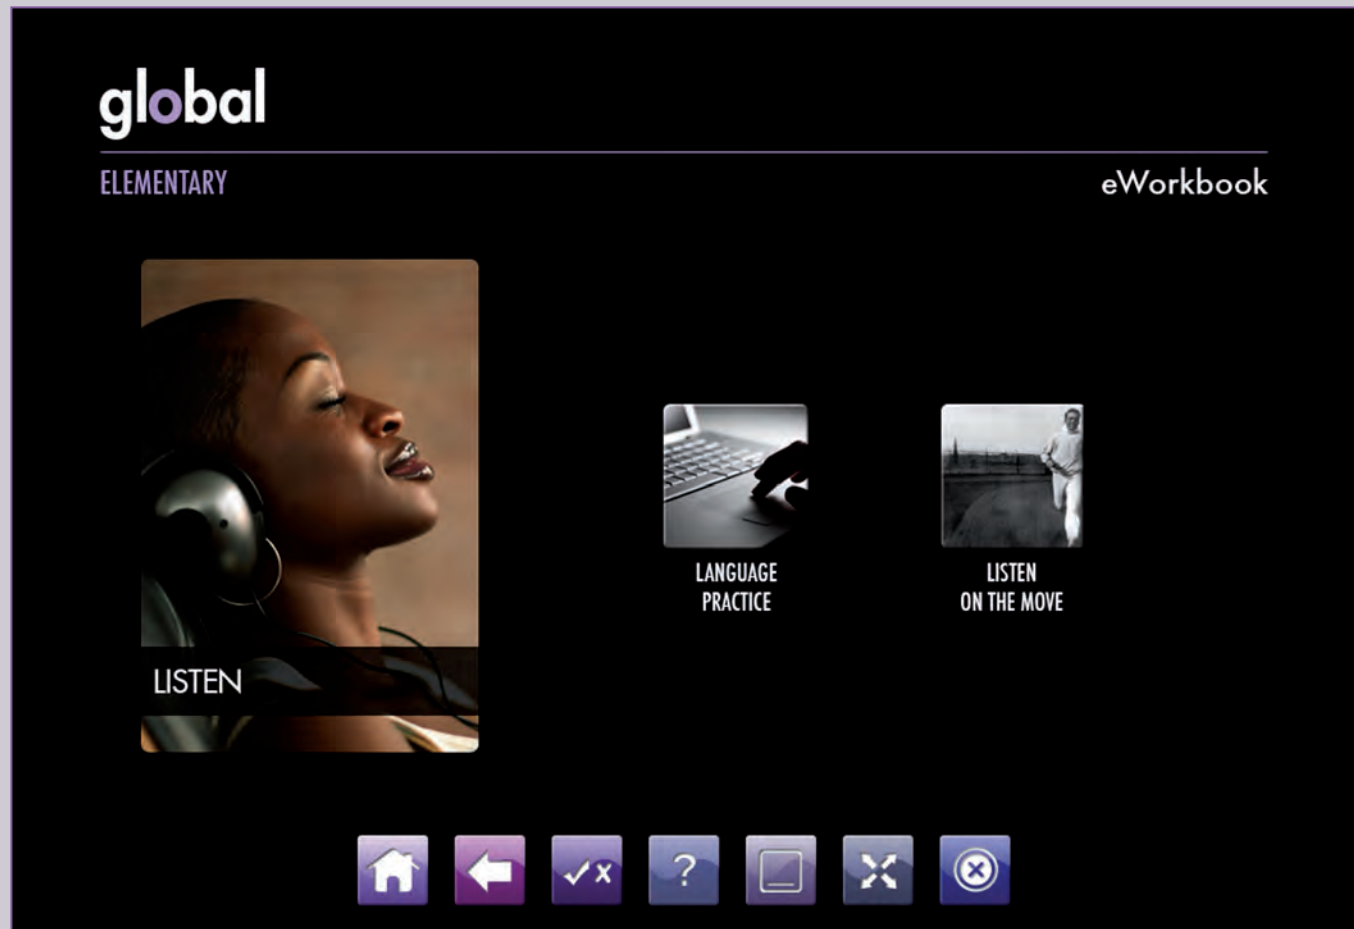 global
ELEMENTARY
eWorkbook
LISTEN
LANGUAGE
PRACTICE
LISTEN
ON THE MOVE
?